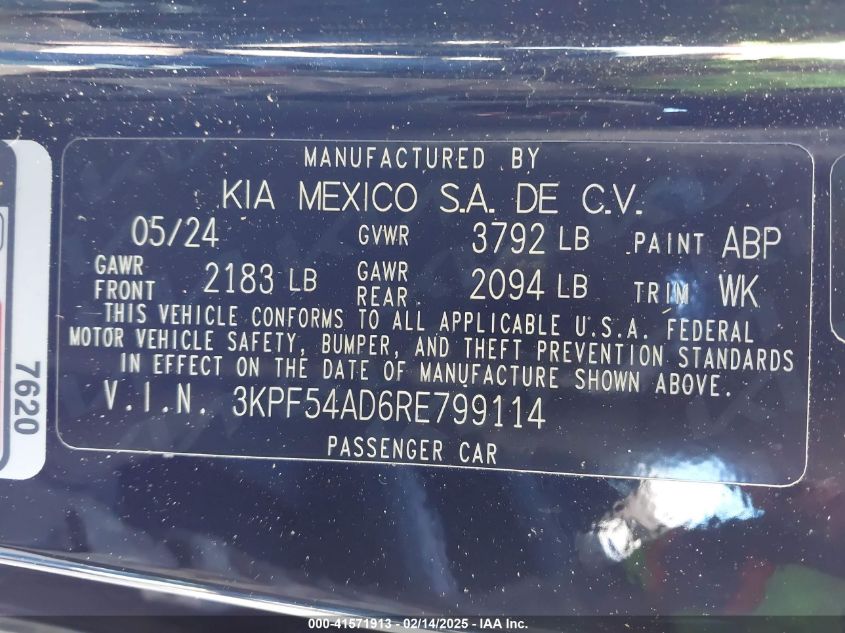 MANUFACTURED BY
KIA MEXICO S.A. DE C.V.
05/24 GVWR 3792 LB PAINT ABP
GAWR FRONT 2183 LB GAWR REAR 2094 LB TRIM WK
THIS VEHICLE CONFORMS TO ALL APPLICABLE U.S.A. FEDERAL
MOTOR VEHICLE SAFETY, BUMPER, AND THEFT PREVENTION STANDARDS
IN EFFECT ON THE DATE OF MANUFACTURE SHOWN ABOVE.
V.I.N. 3KPF54AD6RE799114
PASSENGER CAR
7620
000-41571913 - 02/14/2025 - IAA Inc.